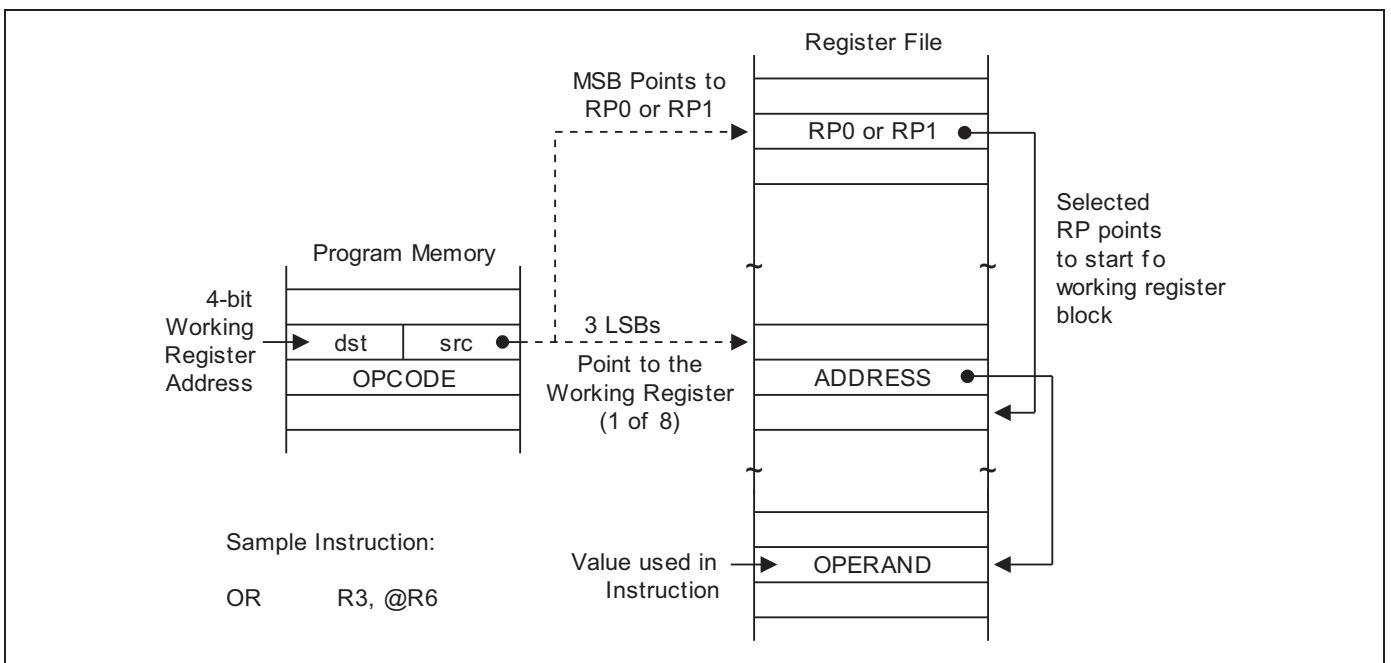 Register File
MSB Points to
RP0 or RP1
RP0 or RP1
Selected
RP points
to start fo
working register
block
Program Memory
4-bit
Working
Register
Address
dst src
OPCODE
3 LSBs
Point to the
Working Register
(1 of 8)
ADDRESS
Sample Instruction:
OR R3, @R6
Value used in
Instruction
OPERAND